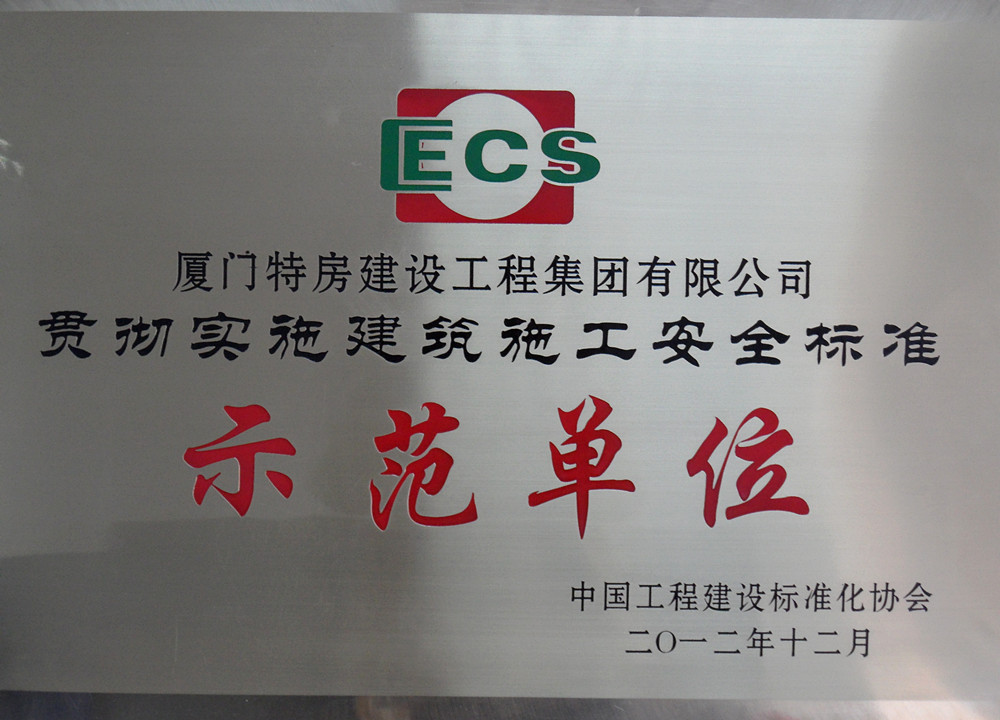 CECS
厦门特房建设工程集团有限公司
贯彻实施建筑施工安全标准
示范单位
中国工程建设标准化协会
二〇一二年十二月